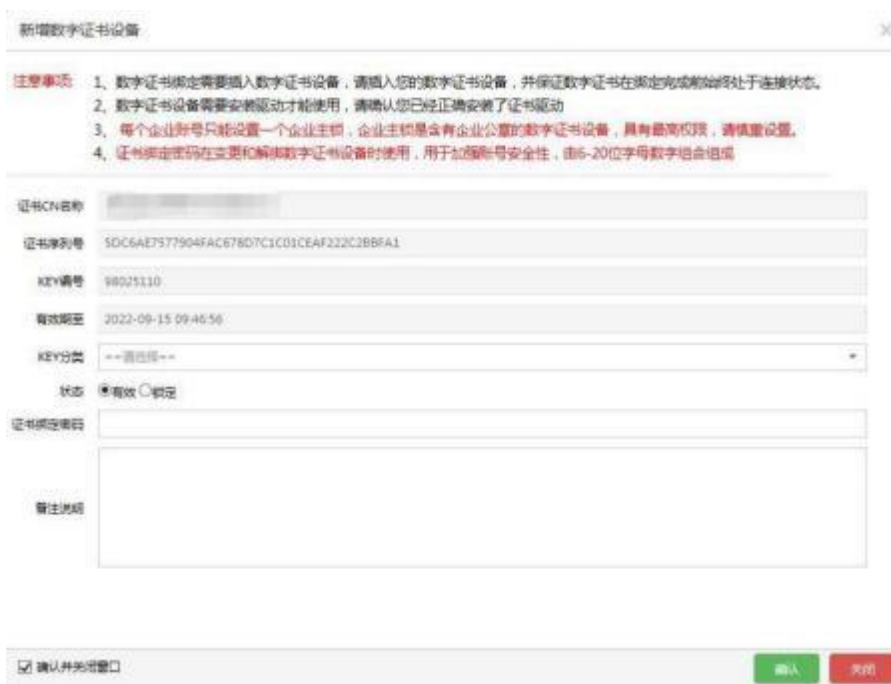 新增数字证书设备
注意事项: 1、数字证书绑定需要插入数字证书设备,请插入您的数字证书设备,并保证数字证书在绑定完成前始终处于连接状态。
2、数字证书设备需要安装驱动才能使用,请确认您已经正确安装了证书驱动
3、每个企业账号只能设置一个企业主锁,企业主锁是含有企业公章的数字证书设备,具有最高权限,请慎重设置。
4、证书绑定密码在变更和解绑数字证书设备时使用,用于加强账号安全性,由6-20位字母数字组合组成
证书CN名称
证书序列号 5DC6AE7577904FAC678D7C1C01CEAF222C2BBFA1
KEY编号 98025110
有效期至 2022-09-15 09:46:56
KEY分类 ==请选择==
状态 有效 锁定
证书绑定密码
备注说明
确认并关闭窗口 确认 关闭